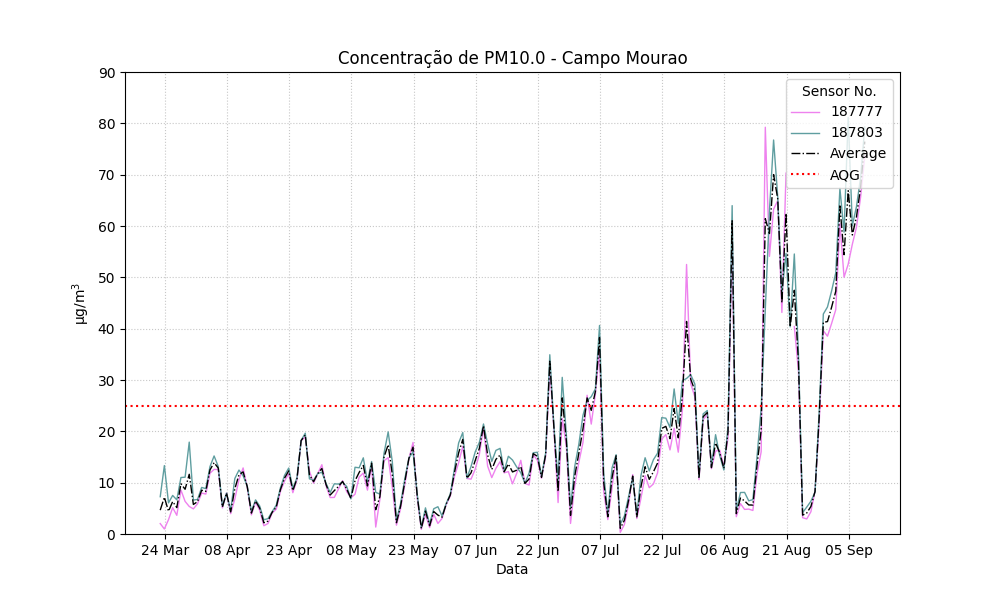 Concentração de PM10.0 - Campo Mourao
90
80
70
60
50
40
30
20
10
0
µg/m³
Sensor No.
187777
187803
Average
AQG
24 Mar 08 Apr 23 Apr 08 May 23 May 07 Jun 22 Jun 07 Jul 22 Jul 06 Aug 21 Aug 05 Sep
Data